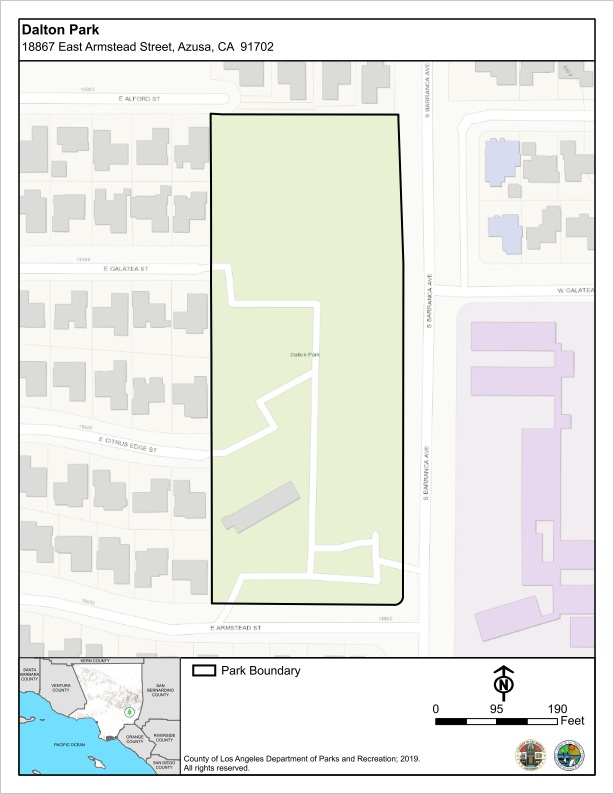 Dalton Park
18867 East Armstead Street, Azusa, CA 91702
E ALFORD ST
S BARRANCA AVE
E GALATEA ST
S BARRANCA AVE
W GALATEA
Dalton Park
E CITRUS EDGE ST
S BARRANCA AVE
E ARMSTEAD ST
KERN COUNTY
SANTA
BARBARA
COUNTY
VENTURA
COUNTY
SAN
BERNARDINO
COUNTY
ORANGE
COUNTY
RIVERSIDE
COUNTY
SAN DIEGO
COUNTY
PACIFIC OCEAN
Park Boundary
N
0 95 190
Feet
County of Los Angeles Department of Parks and Recreation; 2019.
All rights reserved.